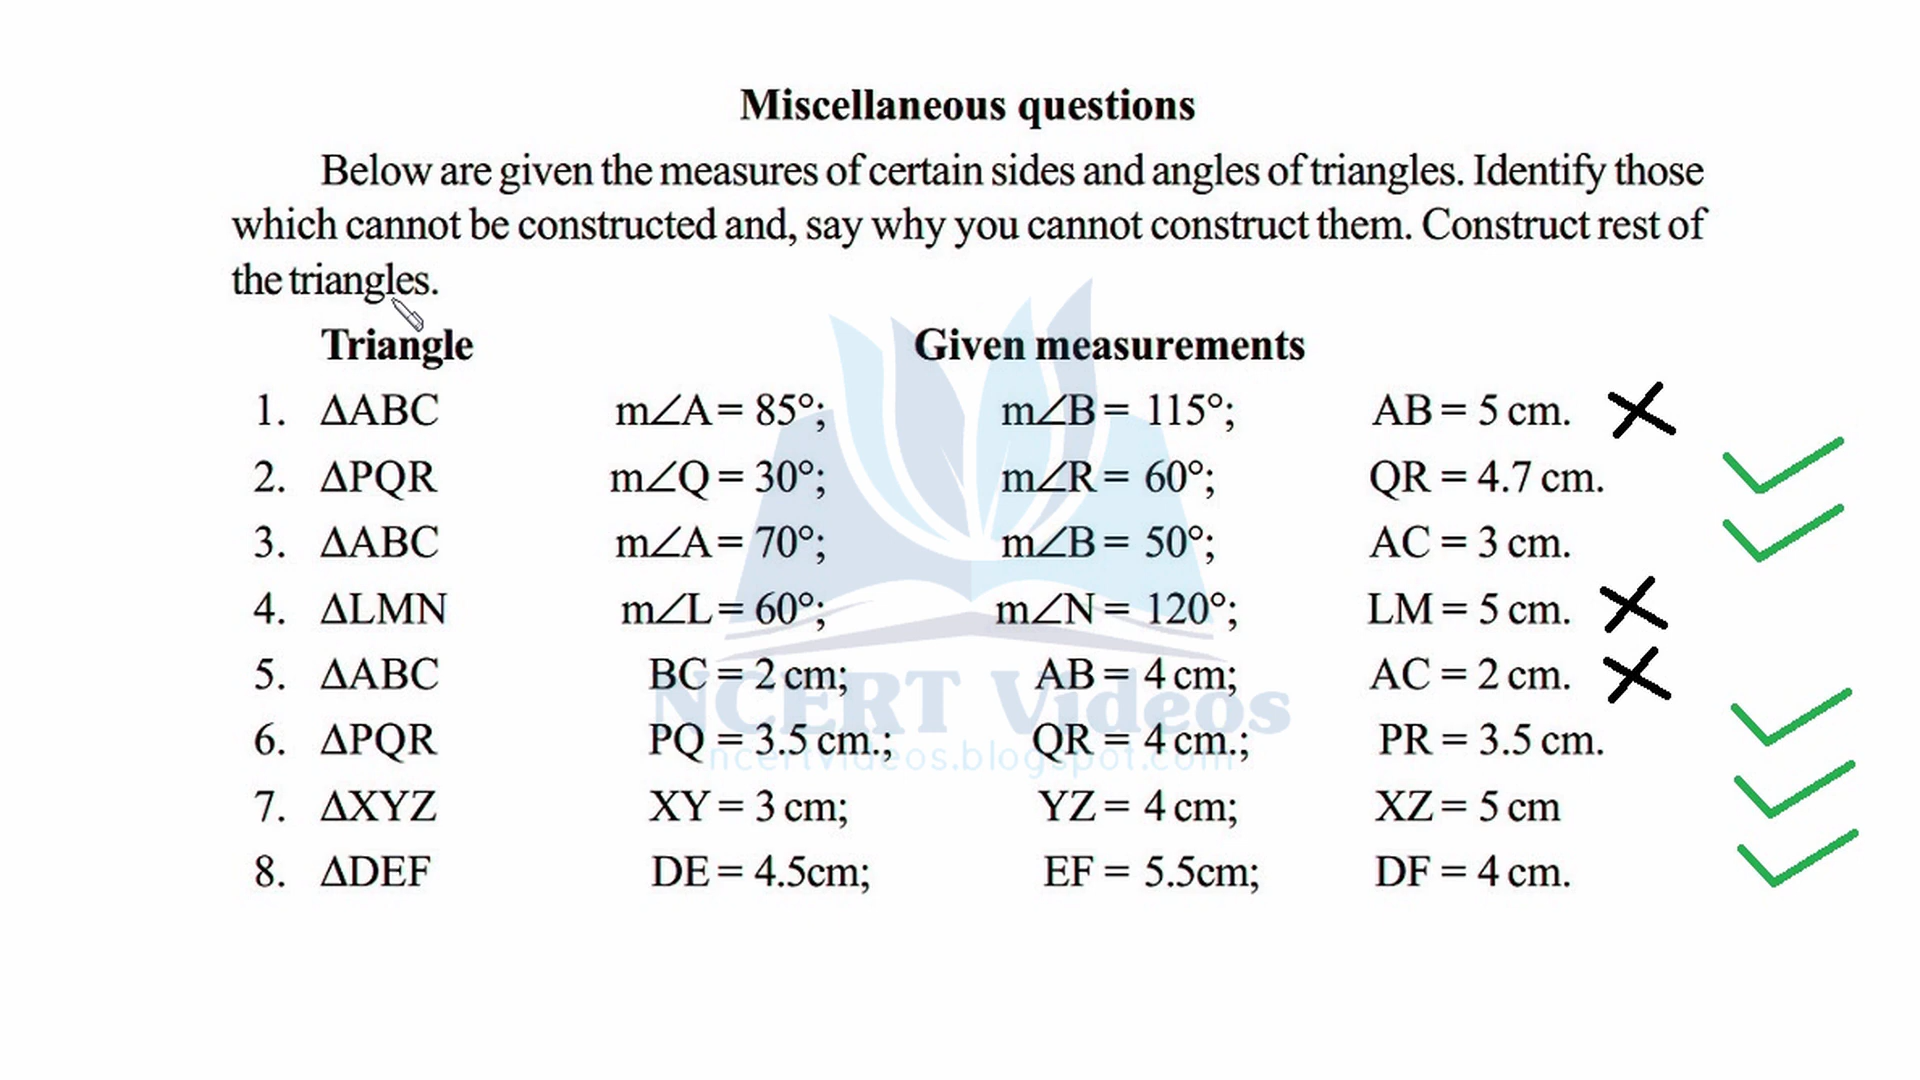 Miscellaneous questions
Below are given the measures of certain sides and angles of triangles. Identify those
which cannot be constructed and, say why you cannot construct them. Construct rest of
the triangles.
Triangle Given measurements
1. ΔABC m∠A = 85°; m∠B = 115°; AB = 5 cm.
2. ΔPQR m∠Q = 30°; m∠R = 60°; QR = 4.7 cm.
3. ΔABC m∠A = 70°; m∠B = 50°; AC = 3 cm.
4. ΔLMN m∠L = 60°; m∠N = 120°; LM = 5 cm.
5. ΔABC BC = 2 cm; AB = 4 cm; AC = 2 cm.
NCERT Videos
6. ΔPQR PQ = 3.5 cm.; QR = 4 cm.; PR = 3.5 cm.
ncertvideos.blogspot.com
7. ΔXYZ XY = 3 cm; YZ = 4 cm; XZ = 5 cm
8. ΔDEF DE = 4.5cm; EF = 5.5cm; DF = 4 cm.